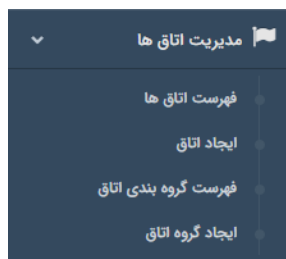 مدیریت اتاق ها
فهرست اتاق ها
ایجاد اتاق
فهرست گروه بندی اتاق
ایجاد گروه اتاق